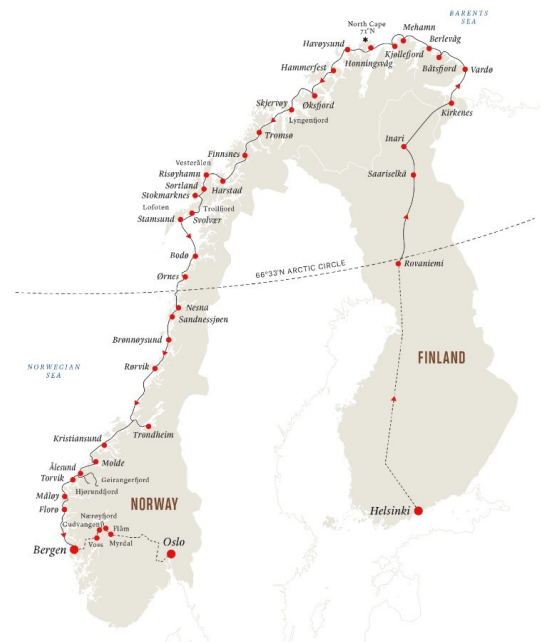 BARENTS
SEA
North Cape
71°N
Mehamn
Berlevåg
Havøysund
Kjøllefjord
Honningsvåg
Båtsfjord
Vardø
Hammerfest
Øksfjord
Skjervøy
Lyngenfjord
Kirkenes
Tromsø
Inari
Finnsnes
Vesterålen
Risøyhamn
Saariselkä
Sortland
Harstad
Stokmarknes
Lofoten
Trollfjord
Stamsund
Svolvær
Bodø
66°33'N ARCTIC CIRCLE
Rovaniemi
Ørnes
Nesna
Sandnessjøen
Brønnøysund
NORWEGIAN
SEA
Rørvik
FINLAND
Trondheim
Kristiansund
Molde
Ålesund
Torvik
Geirangerfjord
Hjørundfjord
Måløy
NORWAY
Florø
Nærøyfjord
Gudvangen
Flåm
Helsinki
Voss
Myrdal
Oslo
Bergen